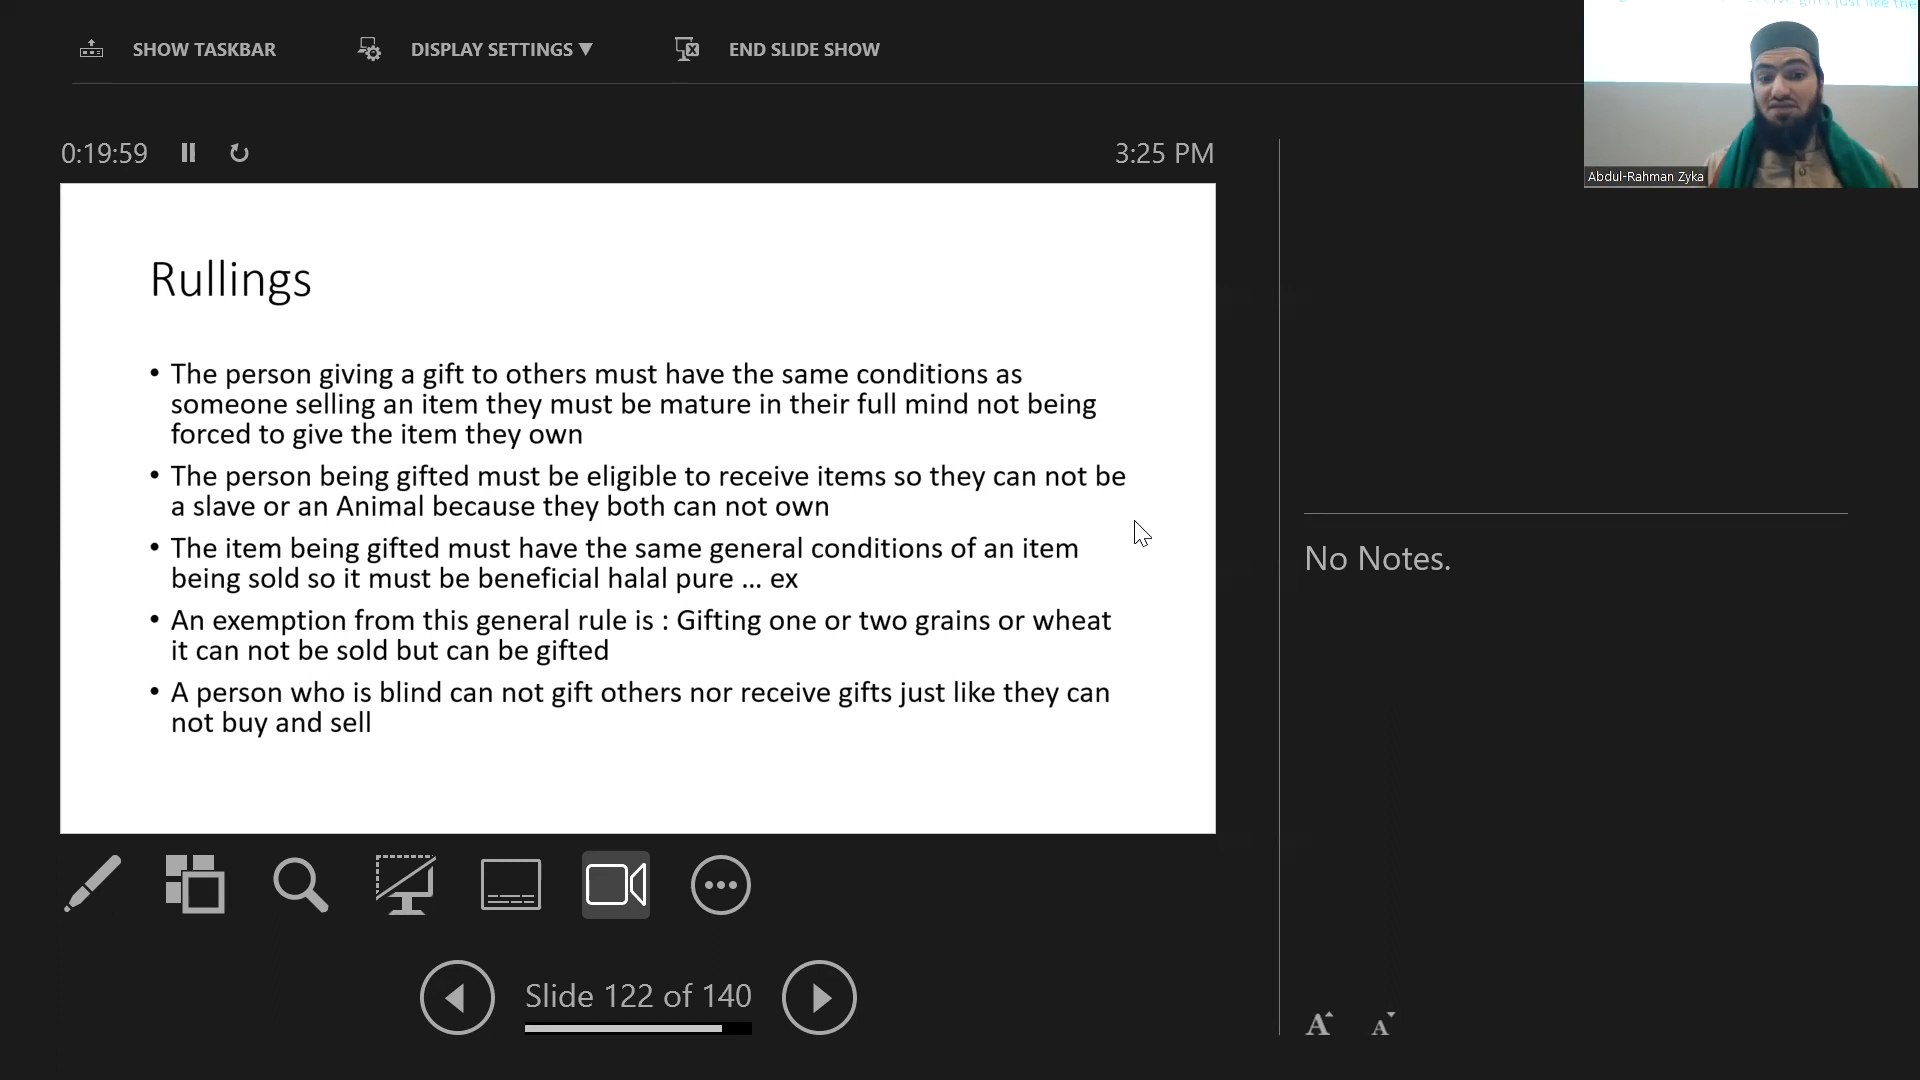 SHOW TASKBAR
DISPLAY SETTINGS ▼
END SLIDE SHOW
Abdul-Rahman Zyka
0:19:59
3:25 PM
Rullings
• The person giving a gift to others must have the same conditions as
someone selling an item they must be mature in their full mind not being
forced to give the item they own
• The person being gifted must be eligible to receive items so they can not be
a slave or an Animal because they both can not own
• The item being gifted must have the same general conditions of an item
being sold so it must be beneficial halal pure ... ex
• An exemption from this general rule is : Gifting one or two grains or wheat
it can not be sold but can be gifted
• A person who is blind can not gift others nor receive gifts just like they can
not buy and sell
No Notes.
Slide 122 of 140
A A